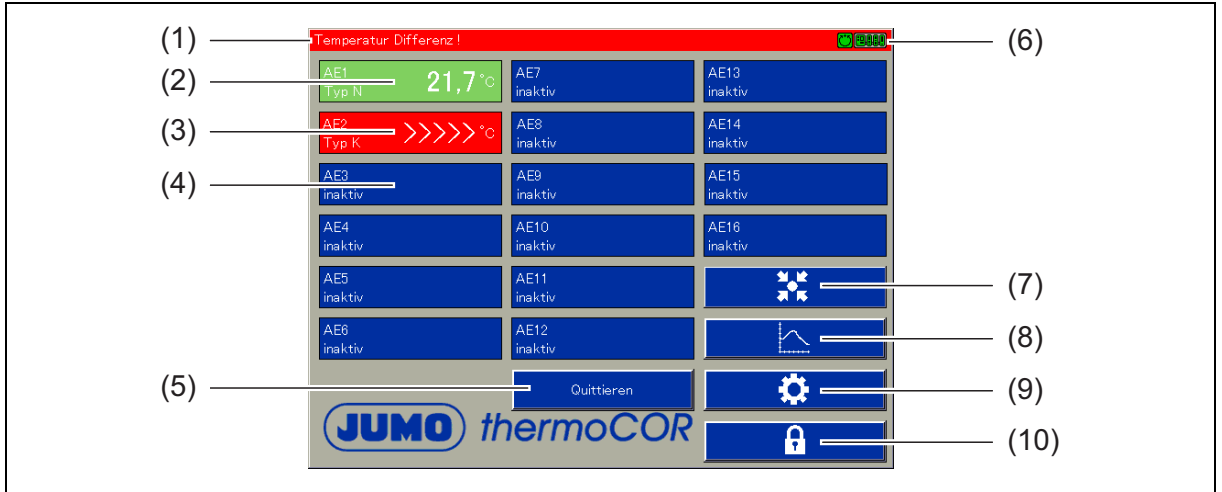 (1)
Temperatur Differenz !
(6)
(2)
AE1
Typ N
21,7 °C
AE7
inaktiv
AE13
inaktiv
(3)
AE2
Typ K
>>>>> °C
AE8
inaktiv
AE14
inaktiv
(4)
AE3
inaktiv
AE9
inaktiv
AE15
inaktiv
AE4
inaktiv
AE10
inaktiv
AE16
inaktiv
AE5
inaktiv
AE11
inaktiv
(7)
AE6
inaktiv
AE12
inaktiv
(8)
(5)
Quittieren
(9)
JUMO thermoCOR
(10)